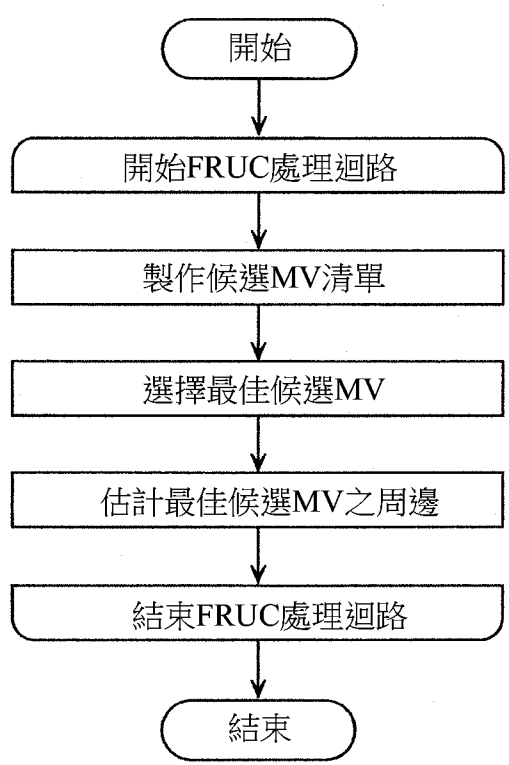 開始
開始FRUC處理迴路
製作候選MV清單
選擇最佳候選MV
估計最佳候選MV之周邊
結束FRUC處理迴路
結束